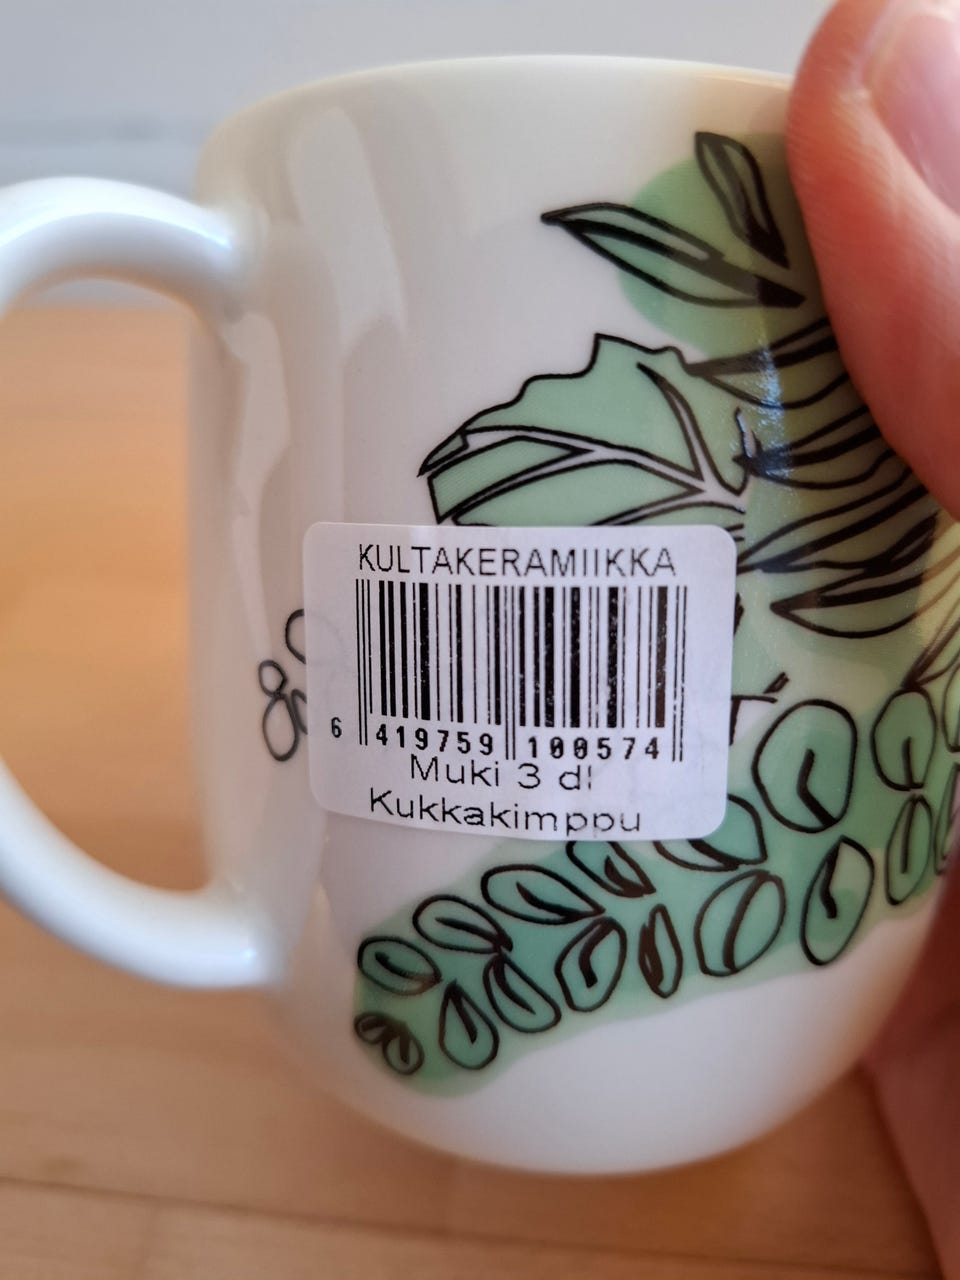 KULTAKERAMIIKKA
6 419759 100574
Muki 3 dl
Kukkakimppu